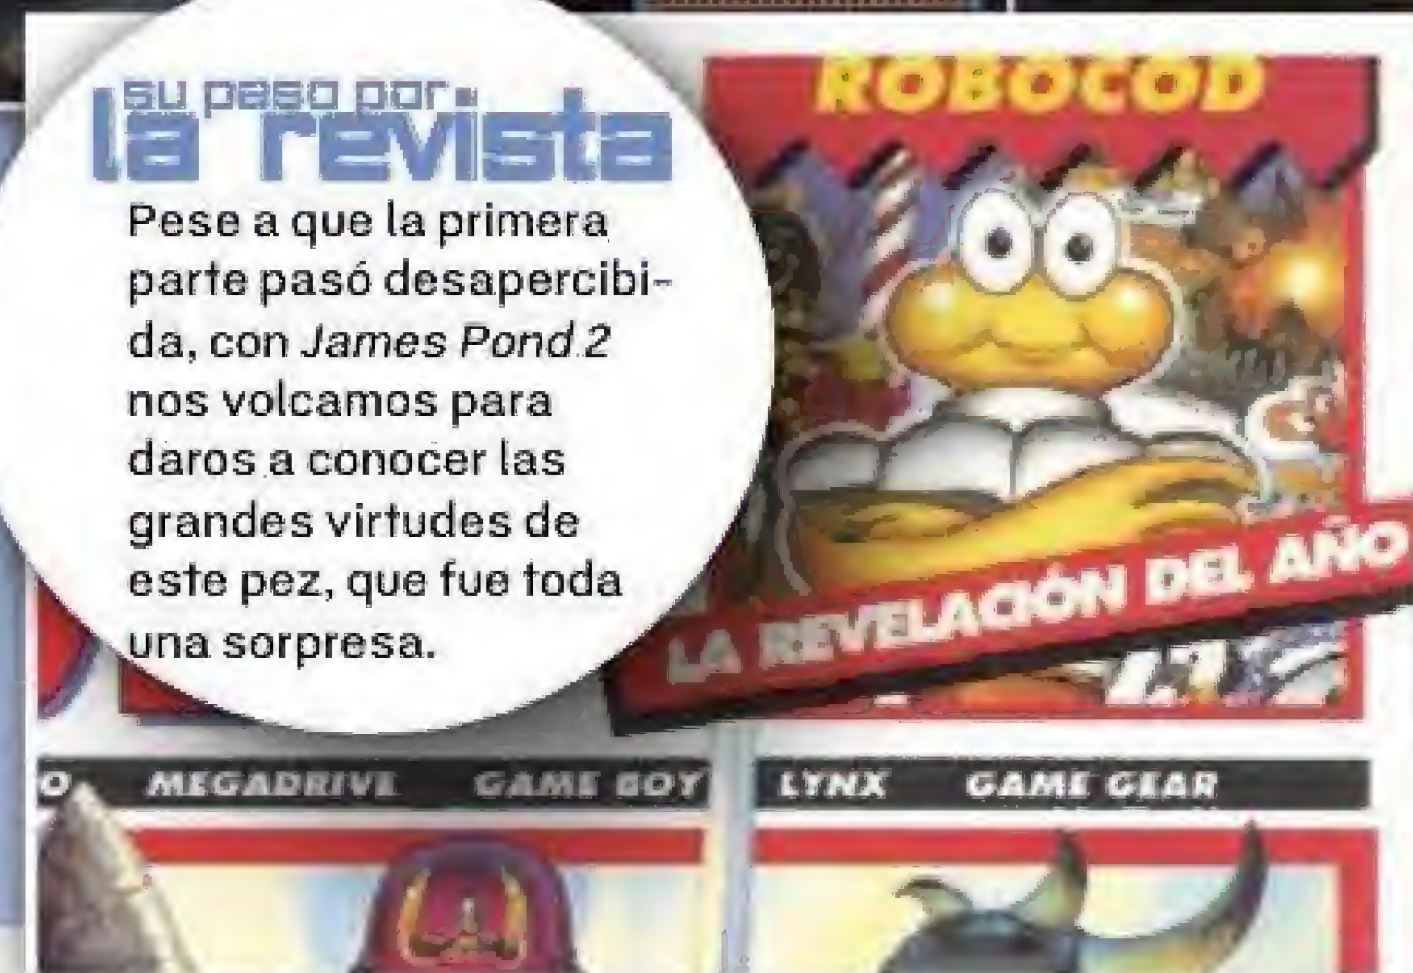 su paso por
la revista
Pese a que la primera
parte pasó desapercibi-
da, con James Pond 2
nos volcamos para
daros a conocer las
grandes virtudes de
este pez, que fue toda
una sorpresa.
ROBOCOD
LA REVELACIÓN DEL AÑO
O MEGADRIVE GAME BOY LYNX GAME GEAR